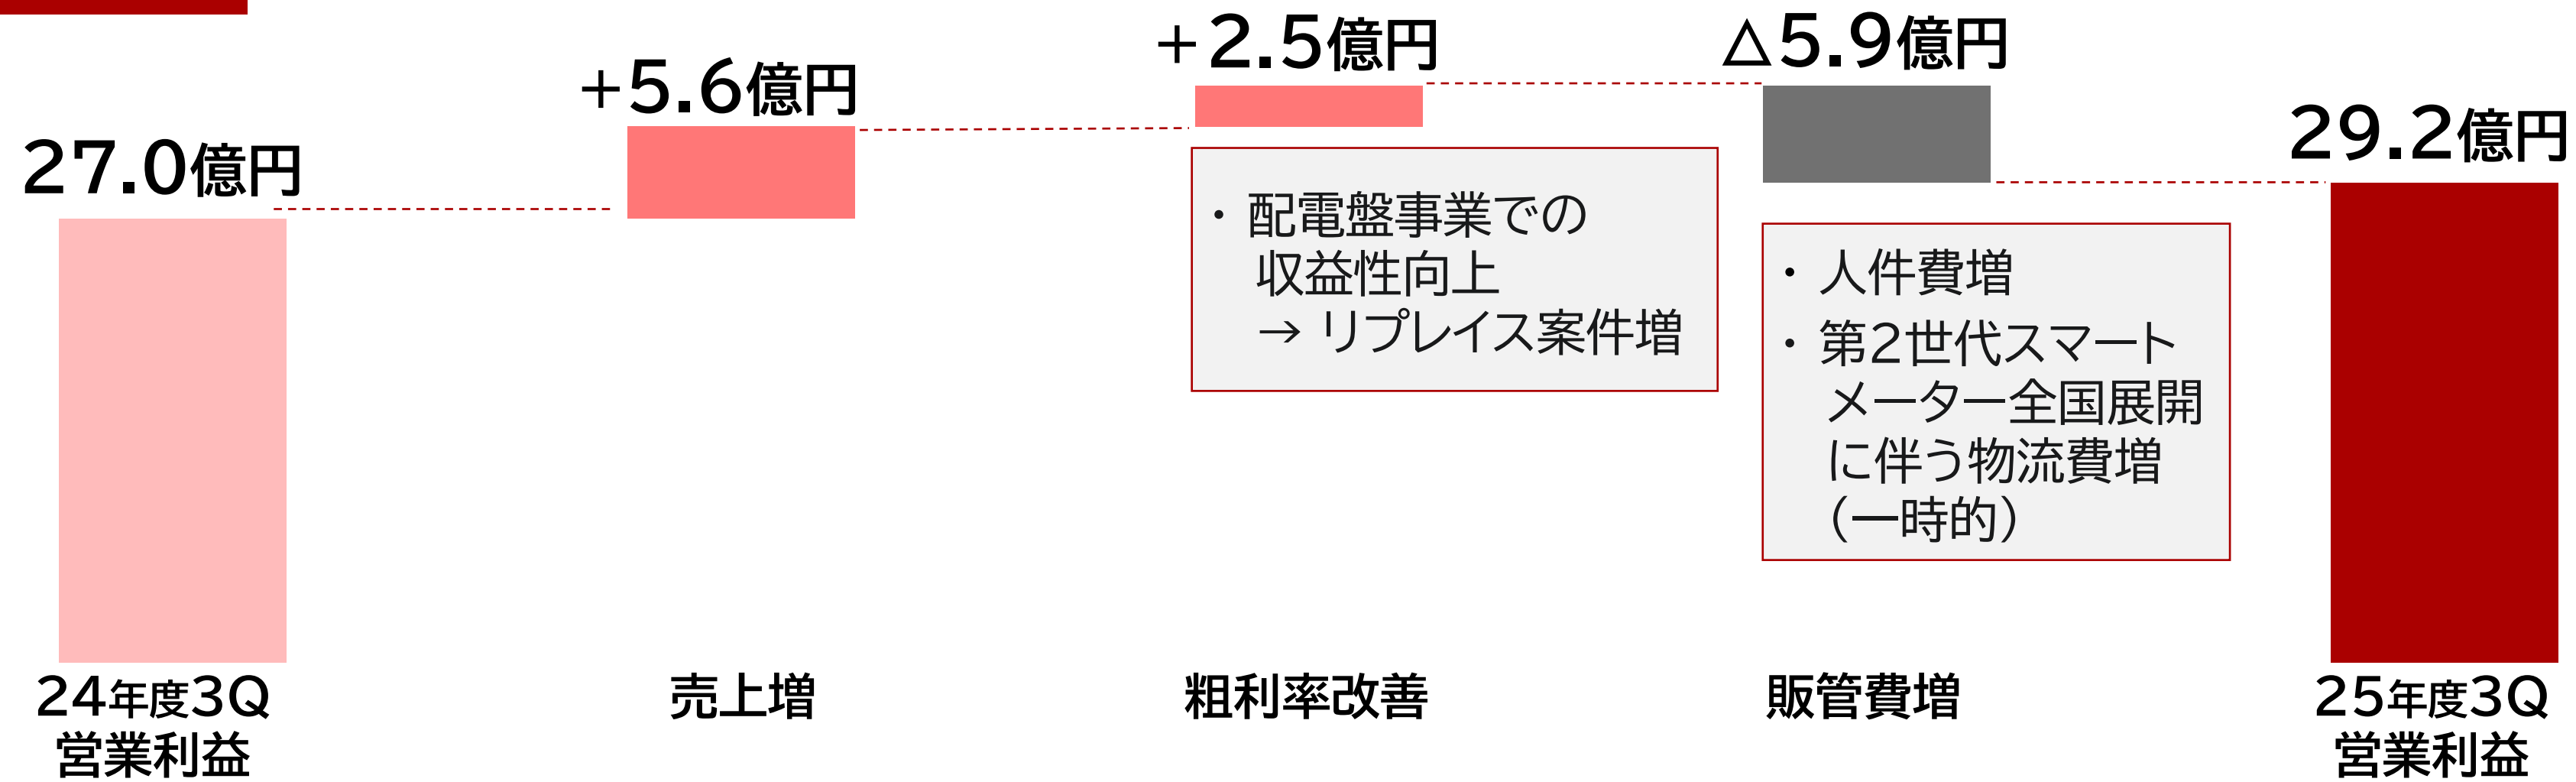 27.0億円
+5.6億円
+2.5億円
△5.9億円
29.2億円
・配電盤事業での
収益性向上
→ リプレイス案件増
・人件費増
・第2世代スマート
メーター全国展開
に伴う物流費増
（一時的）
24年度3Q
営業利益
売上増
粗利率改善
販管費増
25年度3Q
営業利益